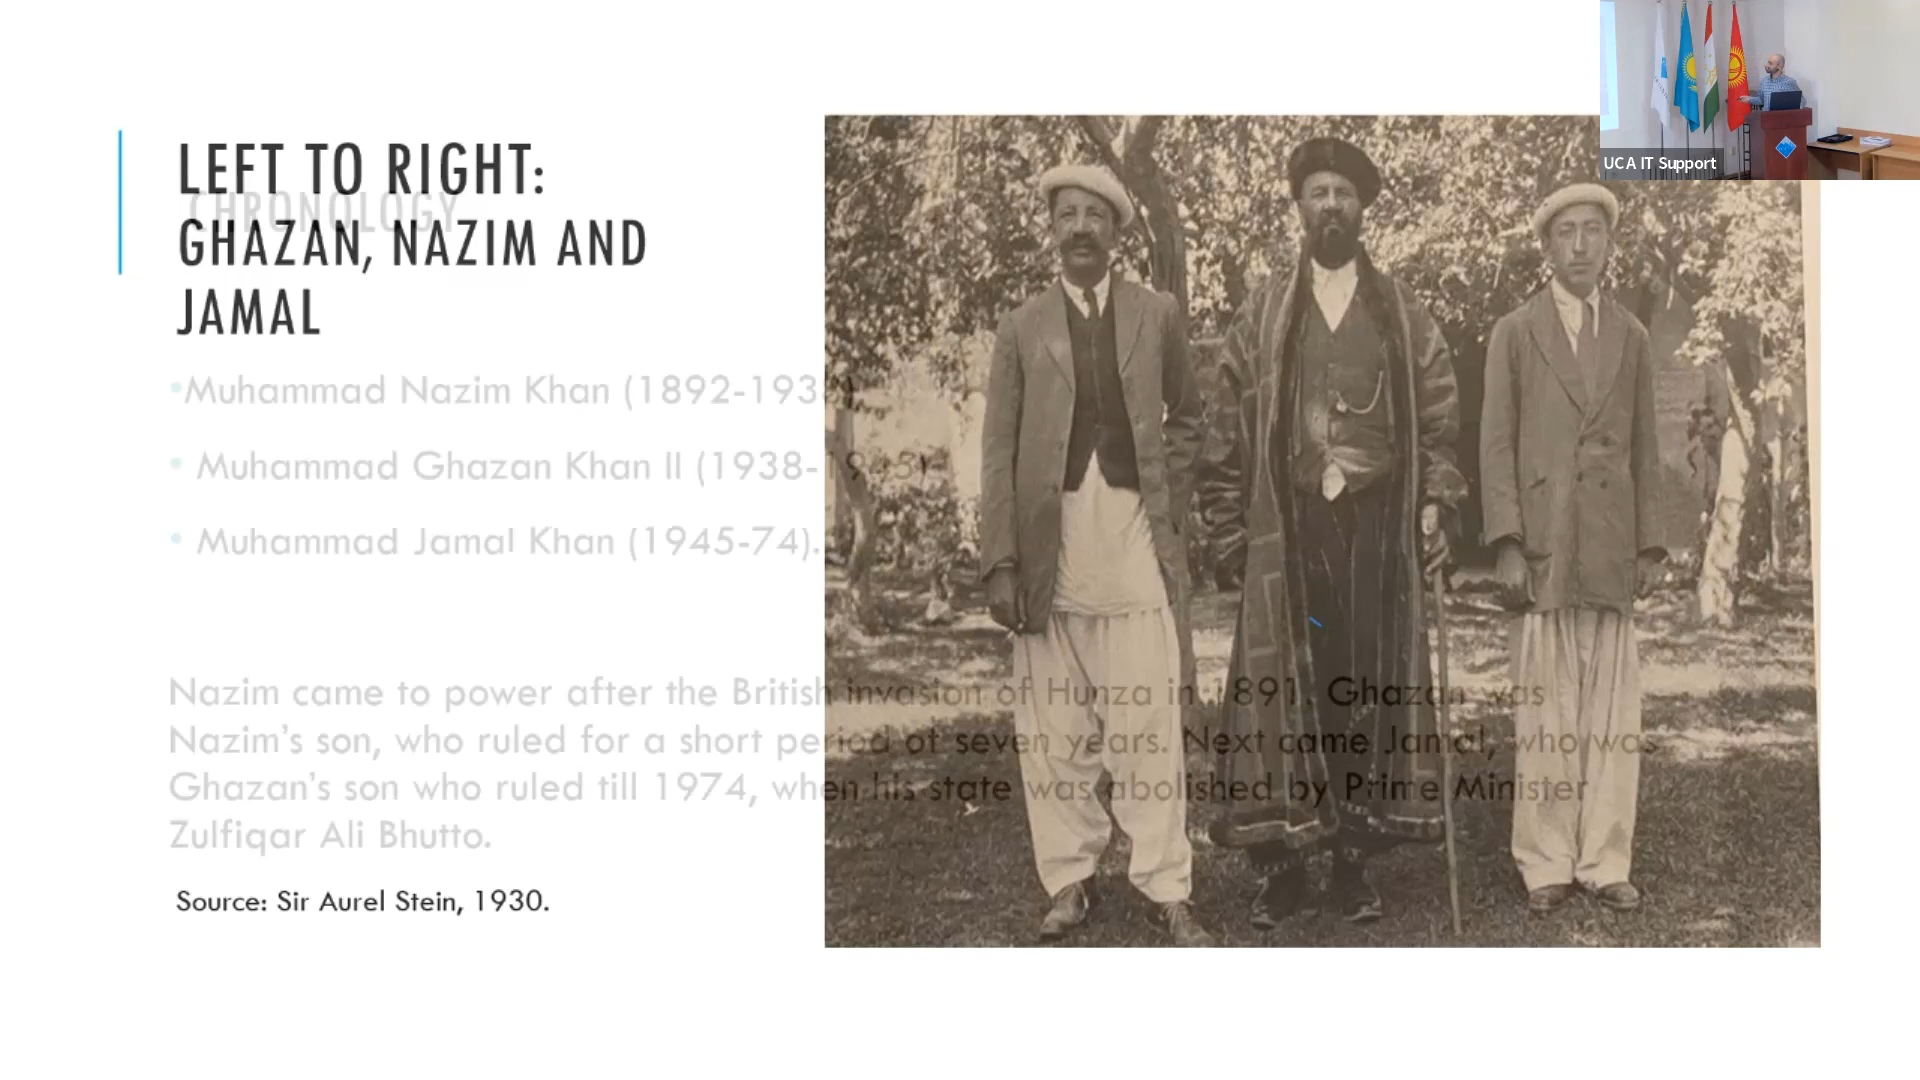 LEFT TO RIGHT:
CHRONOLOGY
GHAZAN, NAZIM AND
JAMAL
•Muhammad Nazim Khan (1892-1938)
• Muhammad Ghazan Khan II (1938-1945)
• Muhammad Jamal Khan (1945-74).
Nazim came to power after the British invasion of Hunza in 1891. Ghazan was
Nazim’s son, who ruled for a short period of seven years. Next came Jamal, who was
Ghazan’s son who ruled till 1974, when his state was abolished by Prime Minister
Zulfiqar Ali Bhutto.
Source: Sir Aurel Stein, 1930.
UCA IT Support